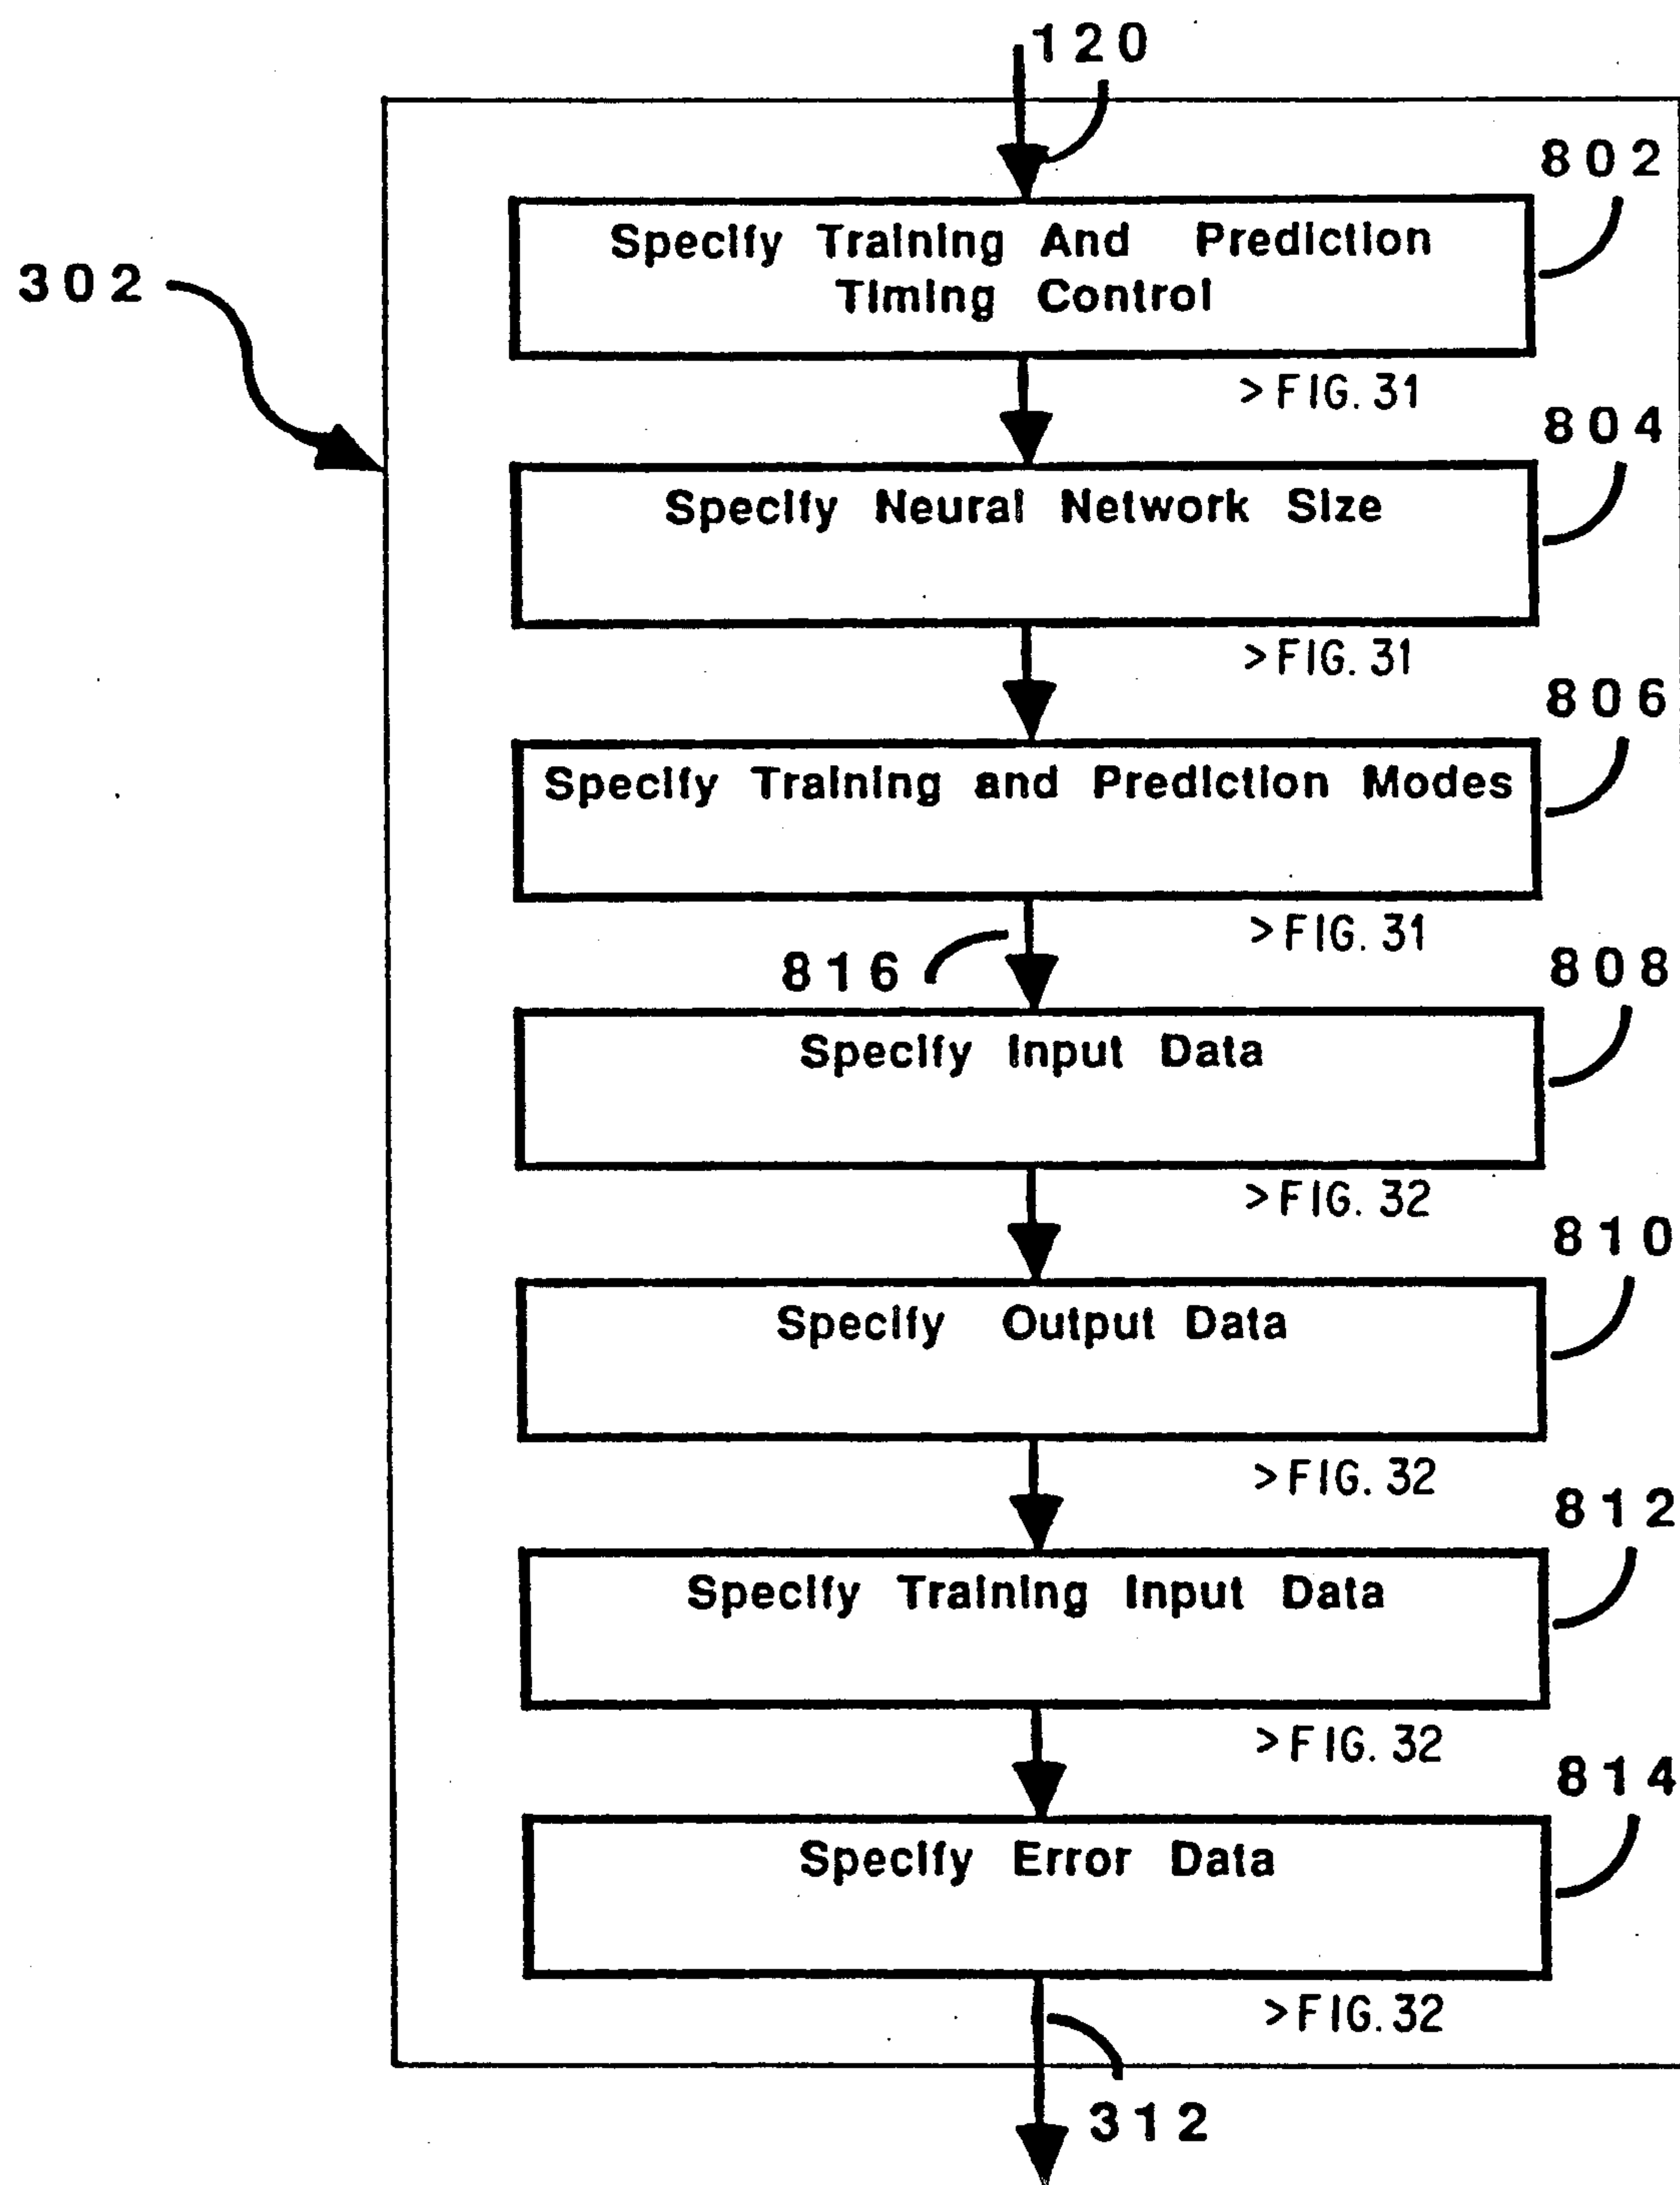 120
802
Specify Training And Prediction
Timing Control
302
>FIG. 31
804
Specify Neural Network Size
>FIG. 31
806
Specify Training and Prediction Modes
>FIG. 31
816
808
Specify Input Data
>FIG. 32
810
Specify Output Data
>FIG. 32
812
Specify Training Input Data
>FIG. 32
814
Specify Error Data
>FIG. 32
312